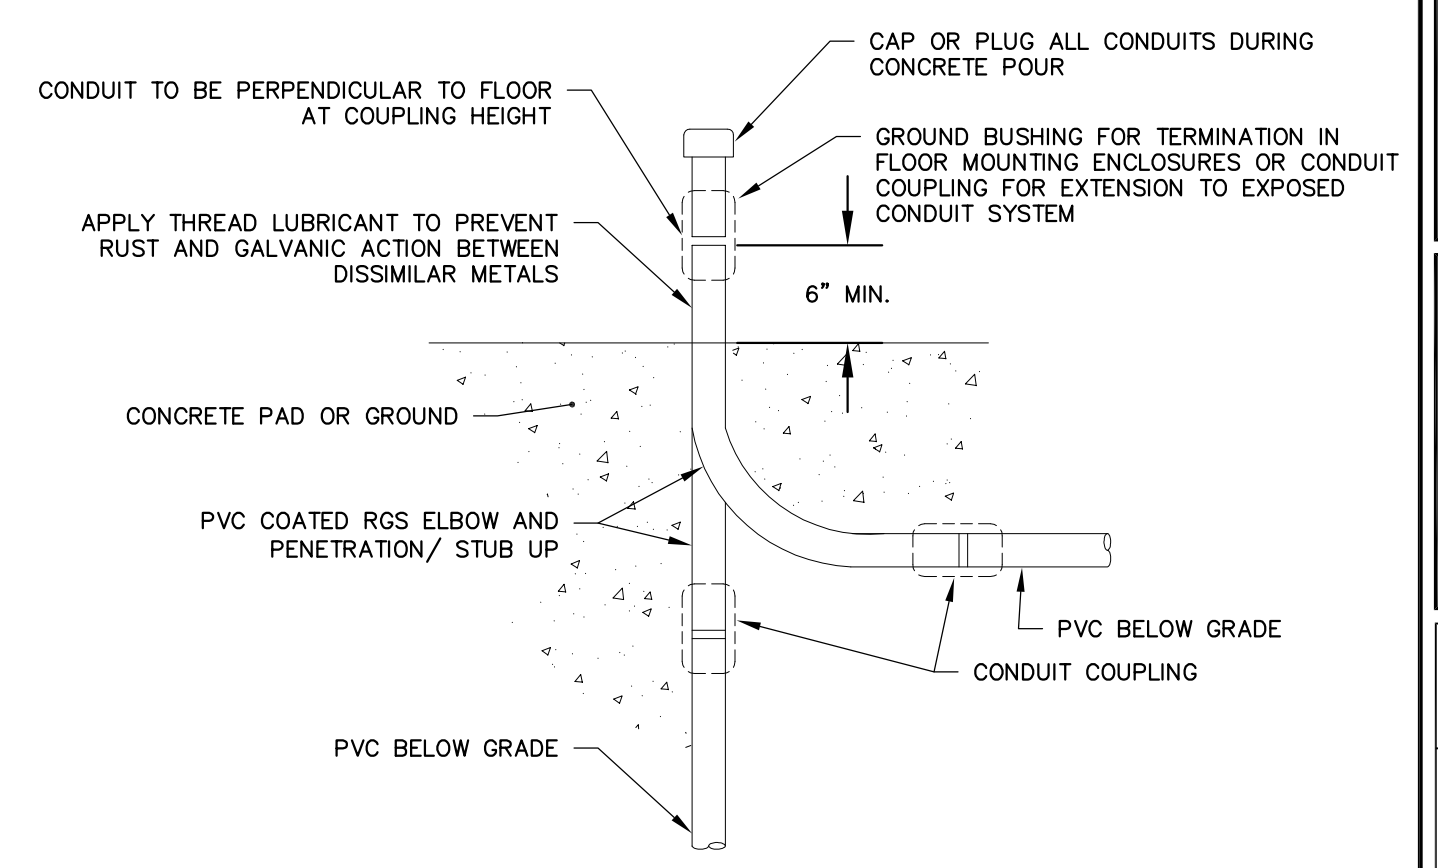 CAP OR PLUG ALL CONDUITS DURING
CONCRETE POUR
CONDUIT TO BE PERPENDICULAR TO FLOOR
AT COUPLING HEIGHT
GROUND BUSHING FOR TERMINATION IN
FLOOR MOUNTING ENCLOSURES OR CONDUIT
COUPLING FOR EXTENSION TO EXPOSED
CONDUIT SYSTEM
APPLY THREAD LUBRICANT TO PREVENT
RUST AND GALVANIC ACTION BETWEEN
DISSIMILAR METALS
6” MIN.
CONCRETE PAD OR GROUND
PVC COATED RGS ELBOW AND
PENETRATION/ STUB UP
PVC BELOW GRADE
CONDUIT COUPLING
PVC BELOW GRADE